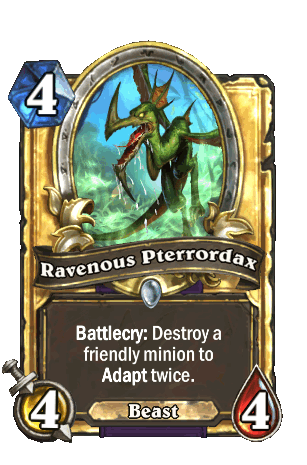 4
Ravenous Pterrordax
Battlecry: Destroy a
friendly minion to
Adapt twice.
4
Beast
4